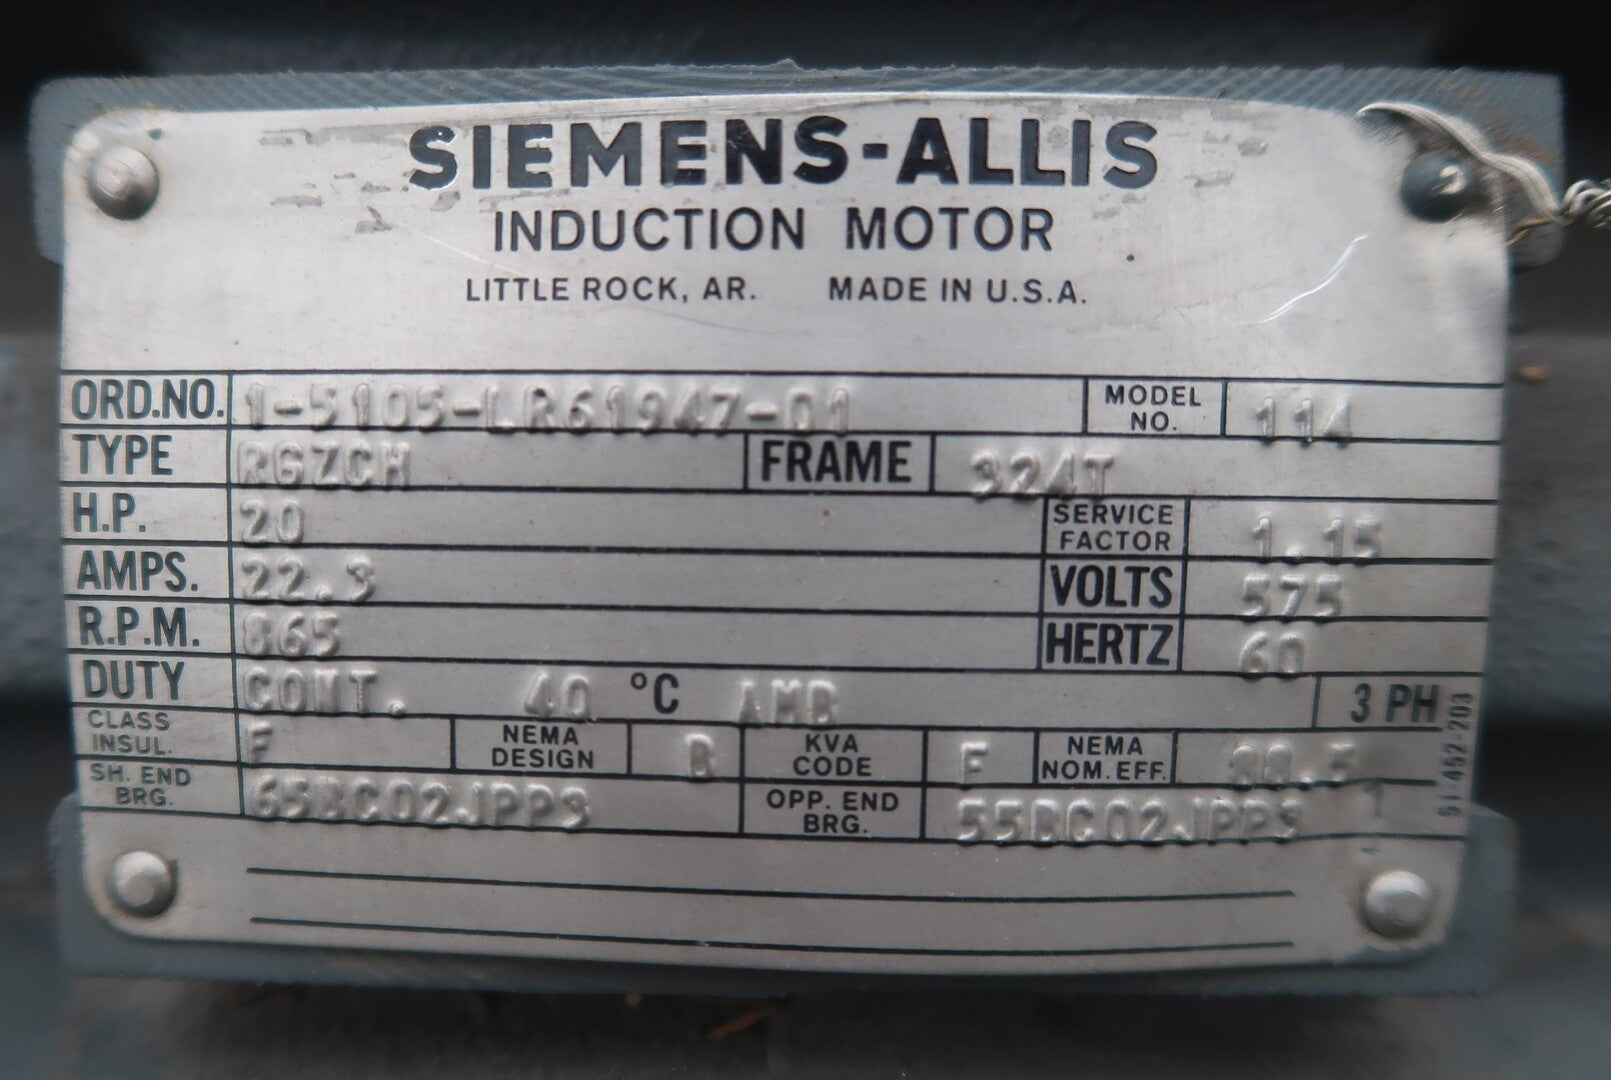 SIEMENS-ALLIS
INDUCTION MOTOR
LITTLE ROCK, AR. MADE IN U.S.A.
ORD.NO. 1-5105-LR61947-01 MODEL NO. 114
TYPE RGZCH FRAME 324T
H.P. 20 SERVICE FACTOR 1.15
AMPS. 22.3 VOLTS 575
R.P.M. 865 HERTZ 60
DUTY CONT. 40 °C AMB 3 PH
CLASS INSUL. F NEMA DESIGN B KVA CODE F NEMA NOM. EFF. 88.5
SH. END BRG. 65BC02JPP3 OPP. END BRG. 55BC02JPP3
51-452-203